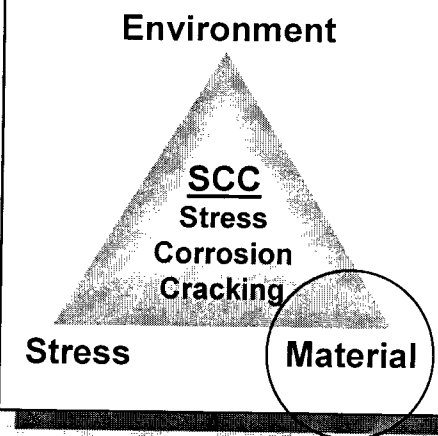 Environment
SCC
Stress
Corrosion
Cracking
Stress
Material